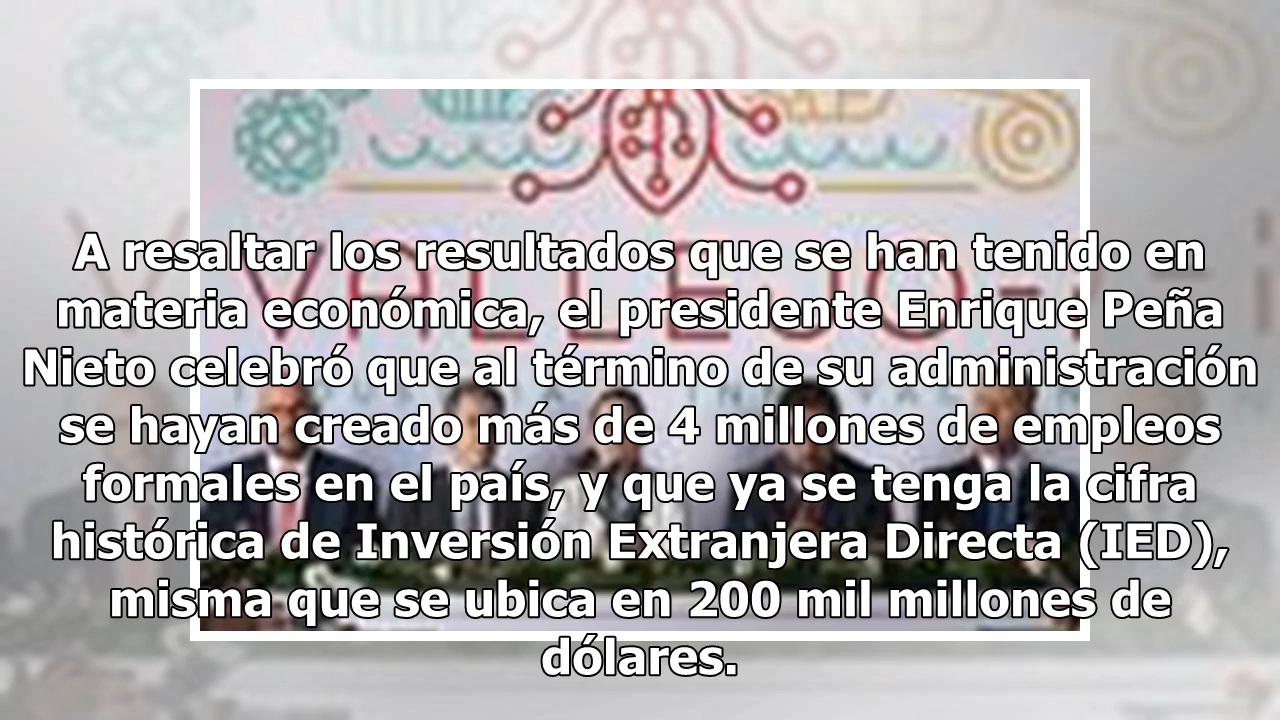 A resaltar los resultados que se han tenido en
materia económica, el presidente Enrique Peña
Nieto celebró que al término de su administración
se hayan creado más de 4 millones de empleos
formales en el país, y que ya se tenga la cifra
histórica de Inversión Extranjera Directa (IED),
misma que se ubica en 200 mil millones de
dólares.
VALLEJO-i